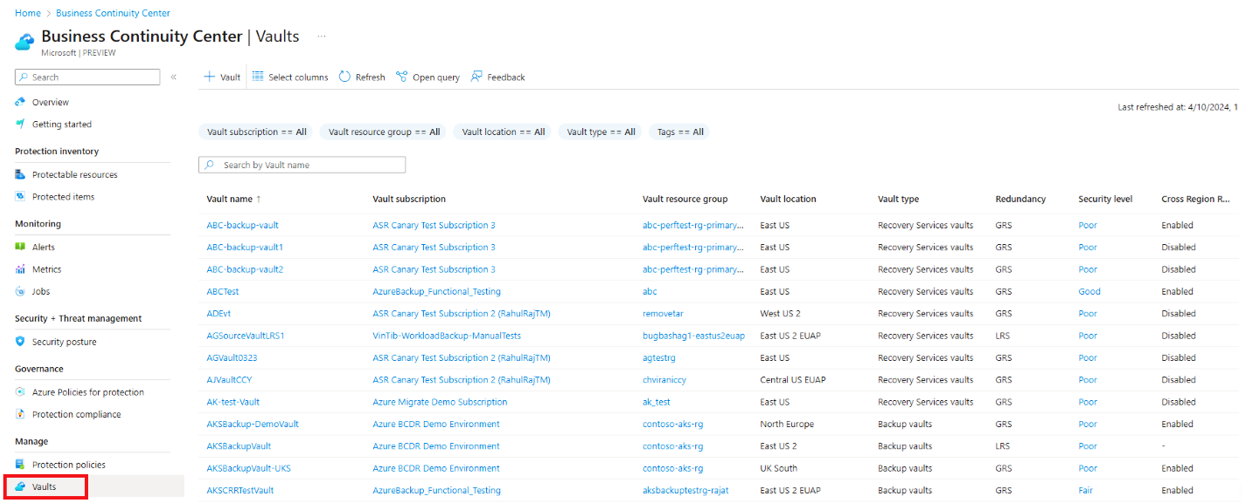 Home > Business Continuity Center
Business Continuity Center | Vaults ...
Microsoft | PREVIEW
Search «
+ Vault Select columns Refresh Open query Feedback
Overview
Getting started
Protection inventory
Protectable resources
Protected items
Monitoring
Alerts
Metrics
Jobs
Security + Threat management
Security posture
Governance
Azure Policies for protection
Protection compliance
Manage
Protection policies
Vaults
Last refreshed at: 4/10/2024, 1
Vault subscription == All Vault resource group == All Vault location == All Vault type == All Tags == All
Search by Vault name
Vault name ↑ Vault subscription Vault resource group Vault location Vault type Redundancy Security level Cross Region R...
ABC-backup-vault ASR Canary Test Subscription 3 abc-perftest-rg-primary... East US Recovery Services vaults GRS Poor Enabled
ABC-backup-vault1 ASR Canary Test Subscription 3 abc-perftest-rg-primary... East US Recovery Services vaults GRS Poor Disabled
ABC-backup-vault2 ASR Canary Test Subscription 3 abc-perftest-rg-primary... East US Recovery Services vaults GRS Poor Disabled
ABCTest AzureBackup_Functional_Testing abc East US Recovery Services vaults GRS Good Enabled
ADEvt ASR Canary Test Subscription 2 (RahulRajTM) removetar West US 2 Recovery Services vaults GRS Poor Disabled
AGSourceVaultLRS1 VinTib-WorkloadBackup-ManualTests bugbashag1-eastus2euap East US 2 EUAP Recovery Services vaults LRS Poor Disabled
AGVault0323 ASR Canary Test Subscription 2 (RahulRajTM) agtestrg East US Recovery Services vaults GRS Poor Disabled
AJVaultCCY ASR Canary Test Subscription 2 (RahulRajTM) chviraniccy Central US EUAP Recovery Services vaults GRS Poor Disabled
AK-test-Vault Azure Migrate Demo Subscription ak_test East US Recovery Services vaults GRS Poor Disabled
AKSBackup-DemoVault Azure BCDR Demo Environment contoso-aks-rg North Europe Backup vaults GRS Poor Enabled
AKSBackupVault Azure BCDR Demo Environment contoso-aks-rg East US 2 Backup vaults LRS Poor -
AKSBackupVault-UKS Azure BCDR Demo Environment contoso-aks-rg UK South Backup vaults GRS Poor Enabled
AKSCRRTestVault AzureBackup_Functional_Testing aksbackuptestrg-rajat East US Backup vaults GRS Fair Enabled